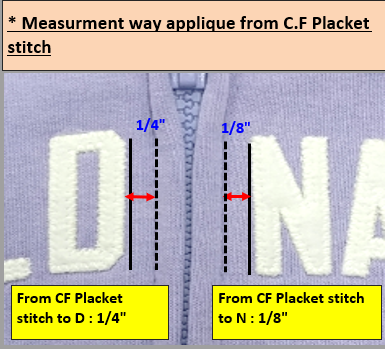 * Measurment way applique from C.F Placket
stitch
1/4"
1/8"
D
NA
From CF Placket
stitch to D : 1/4"
From CF Placket stitch
to N : 1/8"